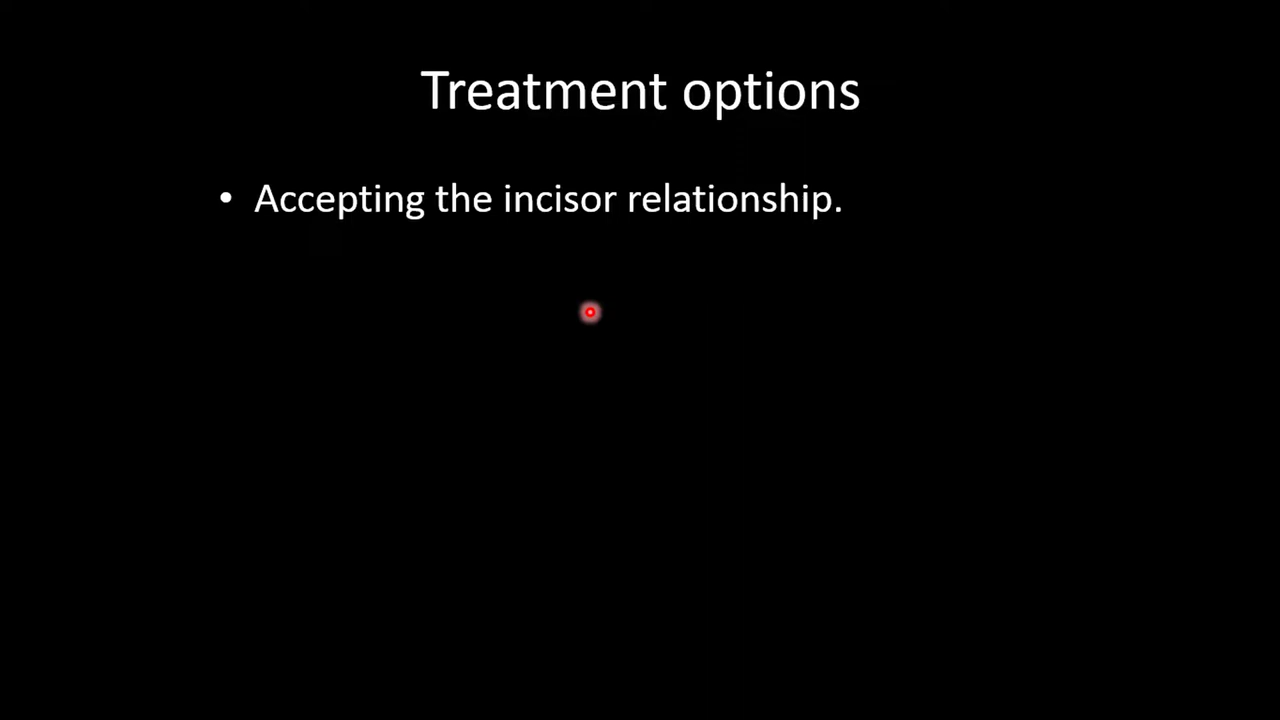 Treatment options
• Accepting the incisor relationship.